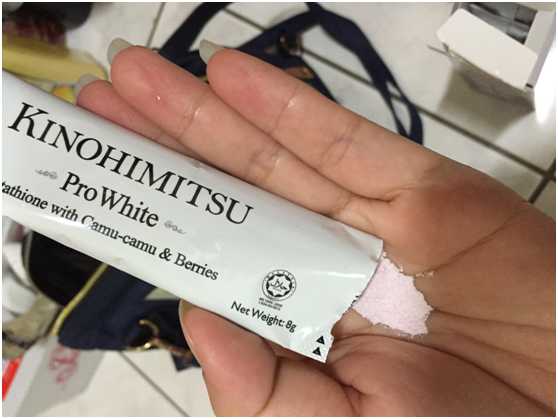 KINOHIMITSU
ProWhite
tathione with Camu-camu & Berries
Net Weight: 8g